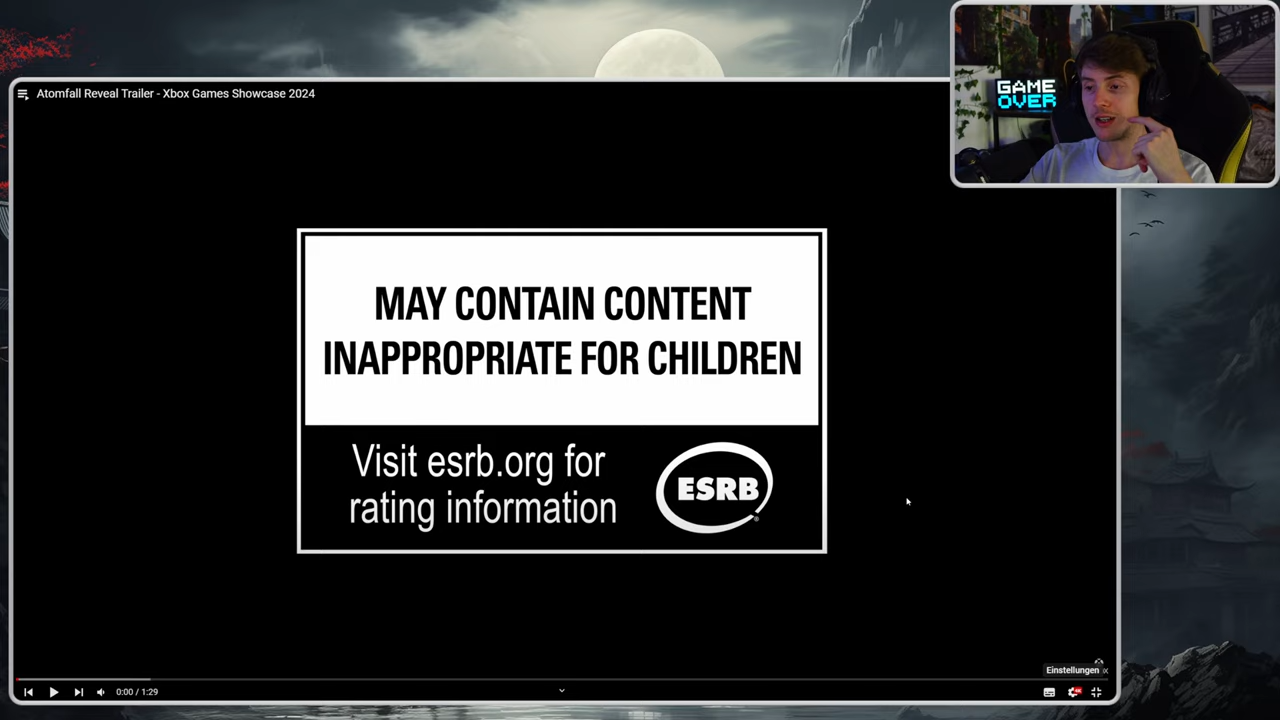 Atomfall Reveal Trailer - Xbox Games Showcase 2024
GAME
OVER
MAY CONTAIN CONTENT
INAPPROPRIATE FOR CHILDREN
Visit esrb.org for
rating information
ESRB
Einstellungen
0:00 / 1:29